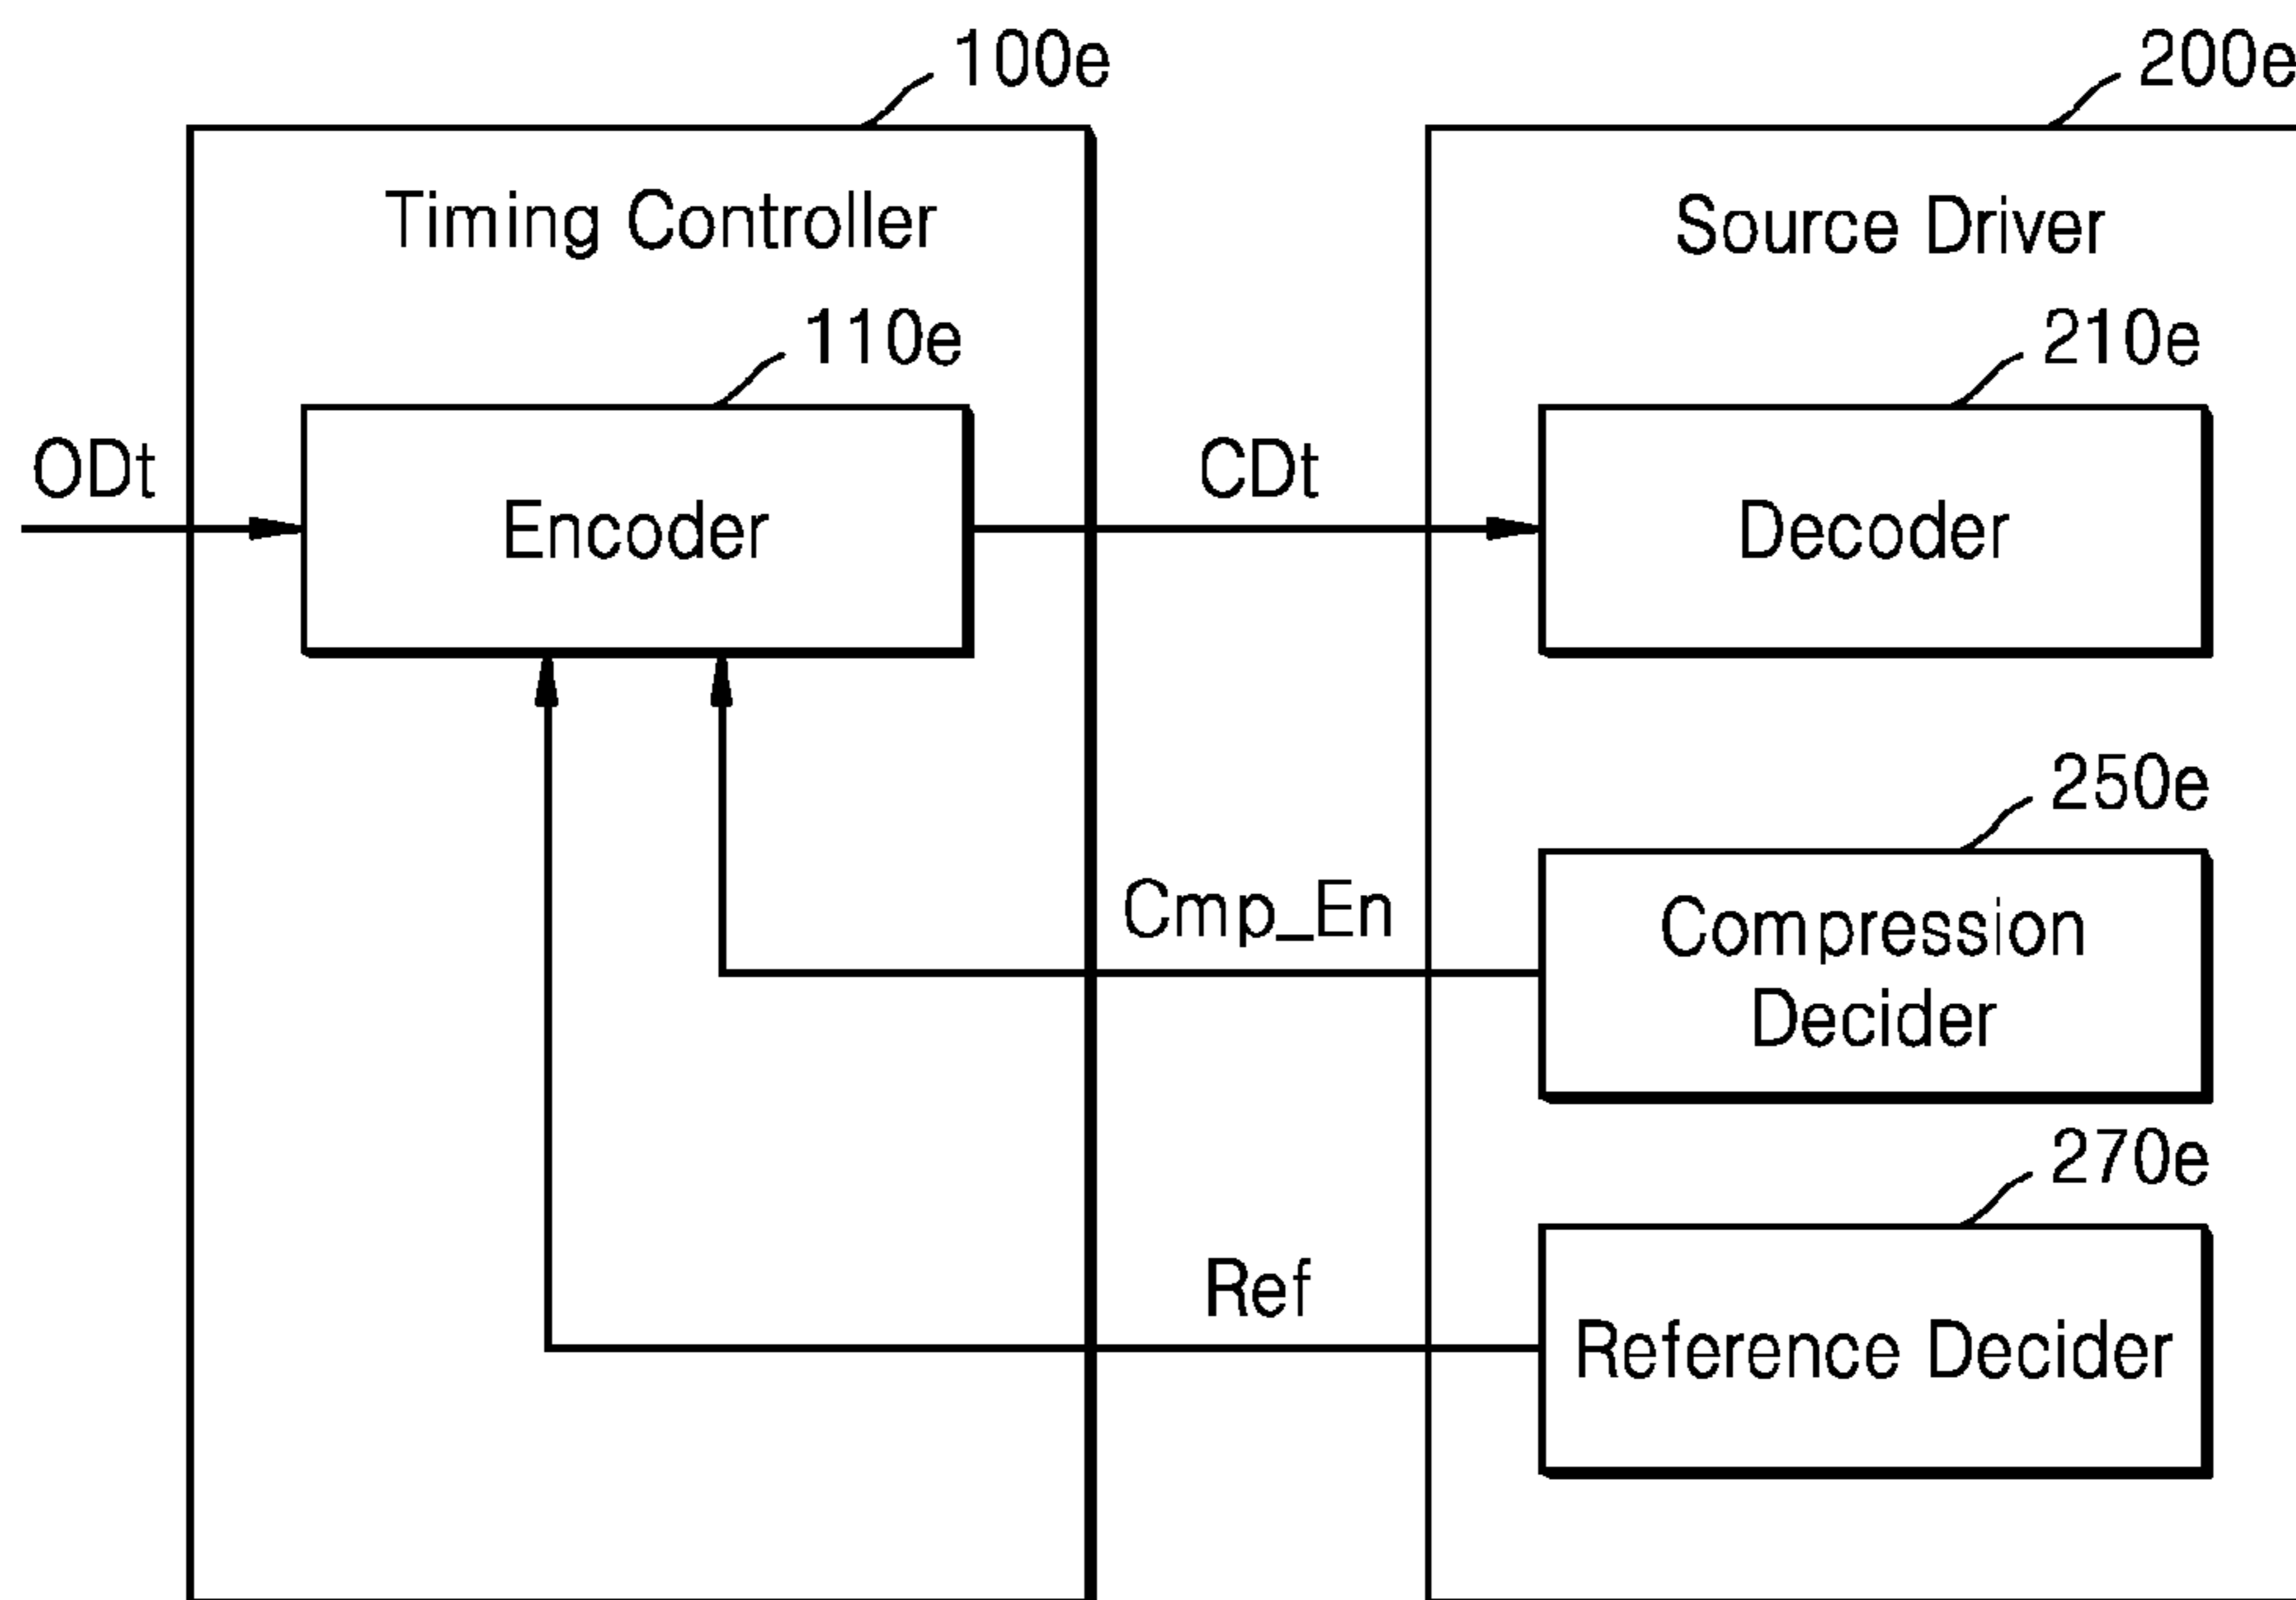 100e
200e
Timing Controller
Source Driver
110e
210e
ODt
CDt
Encoder
Decoder
250e
Cmp_En
Compression
Decider
270e
Ref
Reference Decider